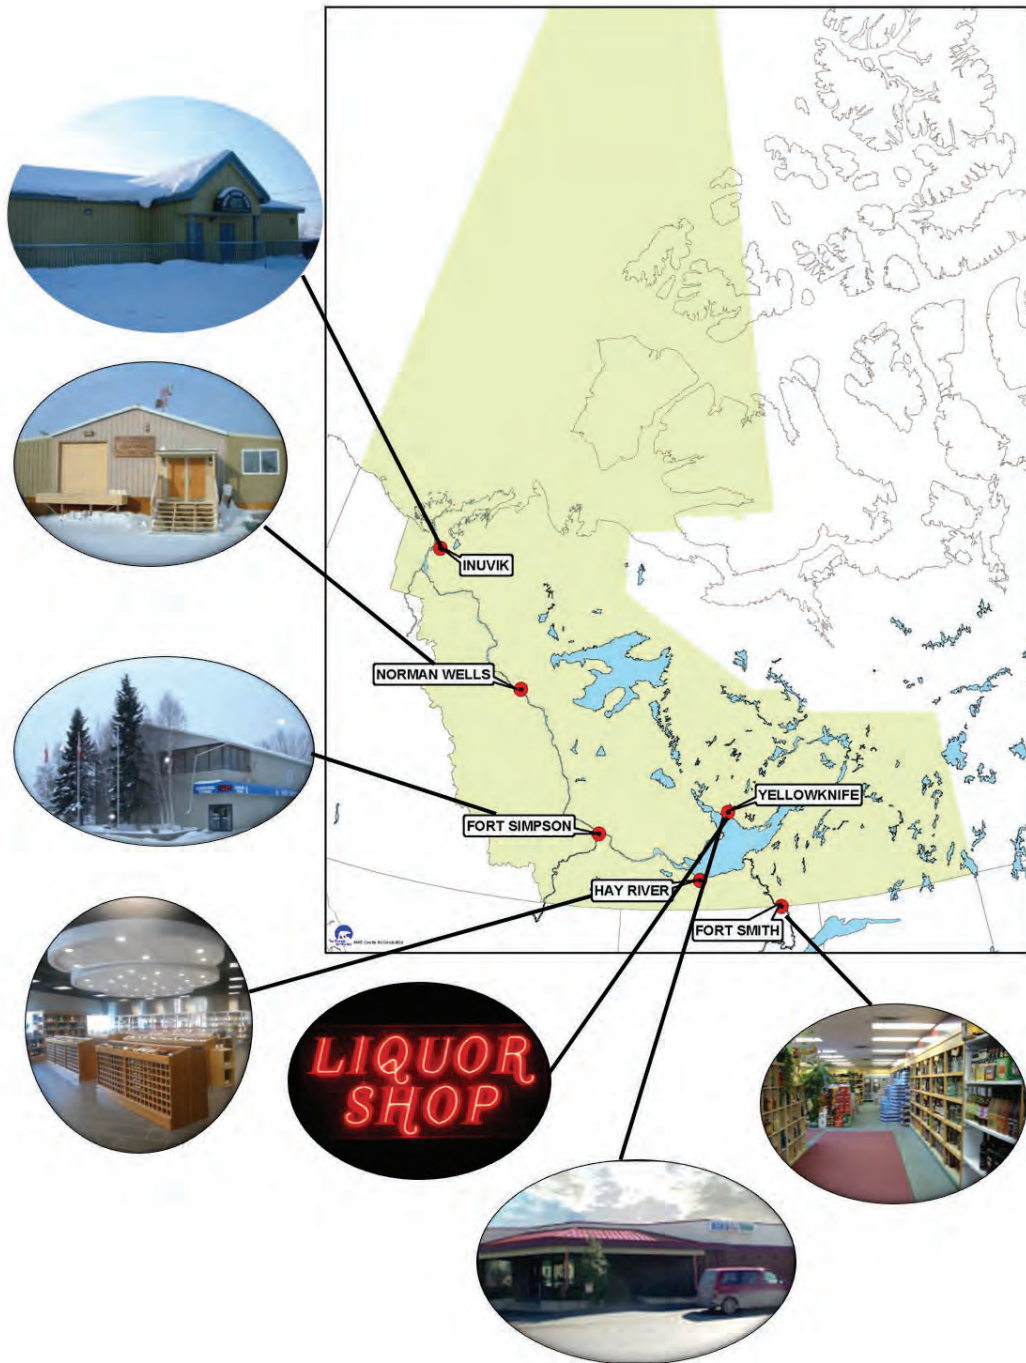 INUVIK
NORMAN WELLS
YELLOWKNIFE
FORT SIMPSON
HAY RIVER
FORT SMITH
LIQUOR
SHOP